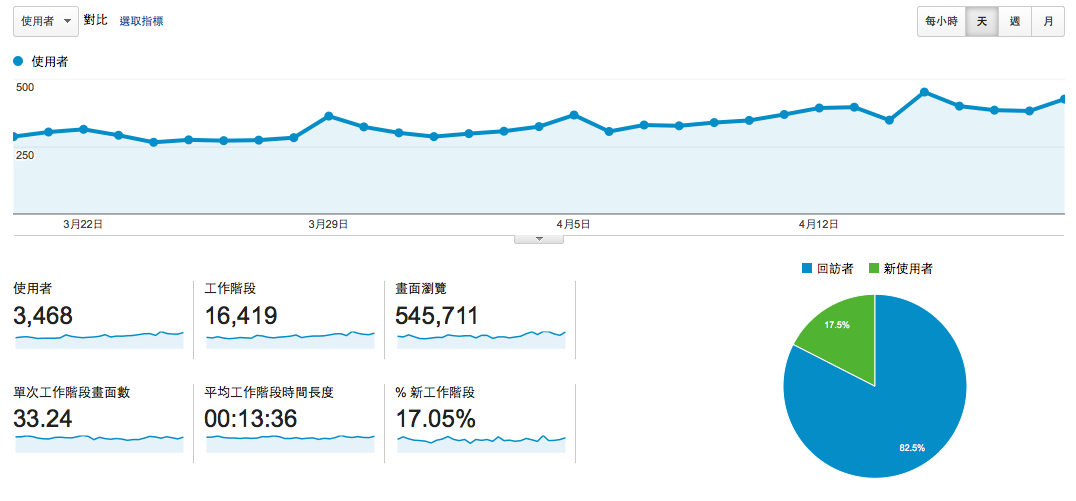 使用者 對比 選取指標 每小時 天 週 月
使用者
500
250
3月22日 3月29日 4月5日 4月12日
回訪者 新使用者
使用者 工作階段 畫面瀏覽
3,468 16,419 545,711
17.5%
單次工作階段畫面數 平均工作階段時間長度 % 新工作階段
33.24 00:13:36 17.05%
82.5%